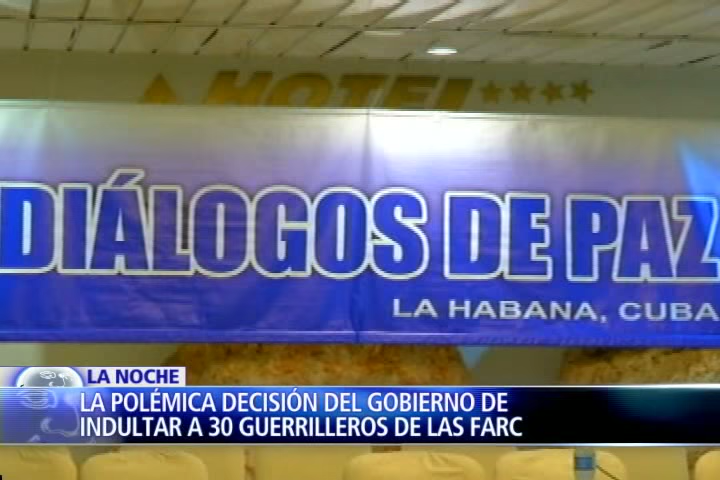 HOTEL ****
DIÁLOGOS DE PAZ
LA HABANA, CUBA
LA NOCHE
LA POLÉMICA DECISIÓN DEL GOBIERNO DE
INDULTAR A 30 GUERRILLEROS DE LAS FARC